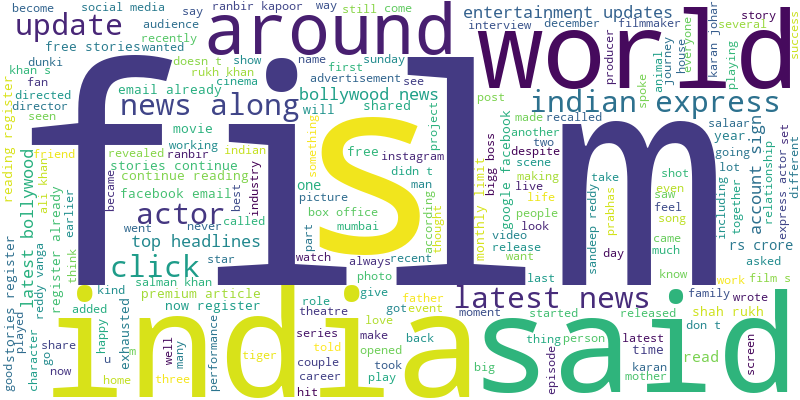 become
social media
ranbir kapoor
way
still come
entertainment updates
update
audience
say
around
world
interview
december
filmmaker
producer
karan johar
several
story
success
free stories
wanted
recently
doesn t
show
name
sunday
khan s
dunki
rukh khan
first
see
fan
email already
cinema
advertisement
post
directed
director
news along
bollywood news
indian express
spoke
animal
journey
house
everyone
playing
seen
movie
will
shared
projects
made
recalled
salaar
year
set
reading register
working
something
free
instagram
google facebook
another
two
going
express actor
entry
revealed
ranbir
indian
film
is
didn t
bigg boss
despite
scene
lot
account sign
relationship
different
friend
stories continue
industry
one
man
monthly limit
making
take
shot
even
including
together
ali khan
continue reading
became
best
picture
according
thought
live
life
prabhas
feel
saw
song
latest bollywood
register already
earlier
facebook email
never
box office
people
look
sandeep reddy
actor
called
part
mumbai
video
came
much
rs crore
think
went
top headlines
star
always
recent
release
want
day
asked
reddy vanga
click
salman khan
watch
photo
last
know
work
film s
goodstories register
kind
premium article
give
father
latest news
family
wrote
added
now register
role
got
event
moment
started
released
shah rukh
played
character
go
share
now
happy
u
m
exhausted
home
india
well
many
three
performance
tiger
theatre
series
told
couple
career
hit
love
make
opened
play
took
back
big
said
thing
person
episode
latest
time
karan
mother
don t
read
screen